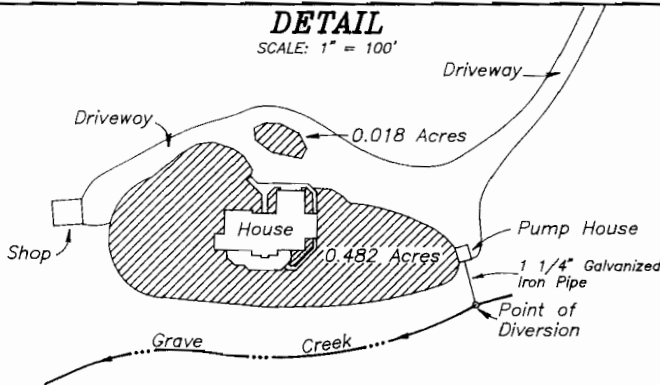 DETAIL
SCALE: 1" = 100'
Driveway
Driveway
0.018 Acres
House
0.482 Acres
Shop
Pump House
1 1/4" Galvanized
Iron Pipe
Point of
Diversion
Grave Creek